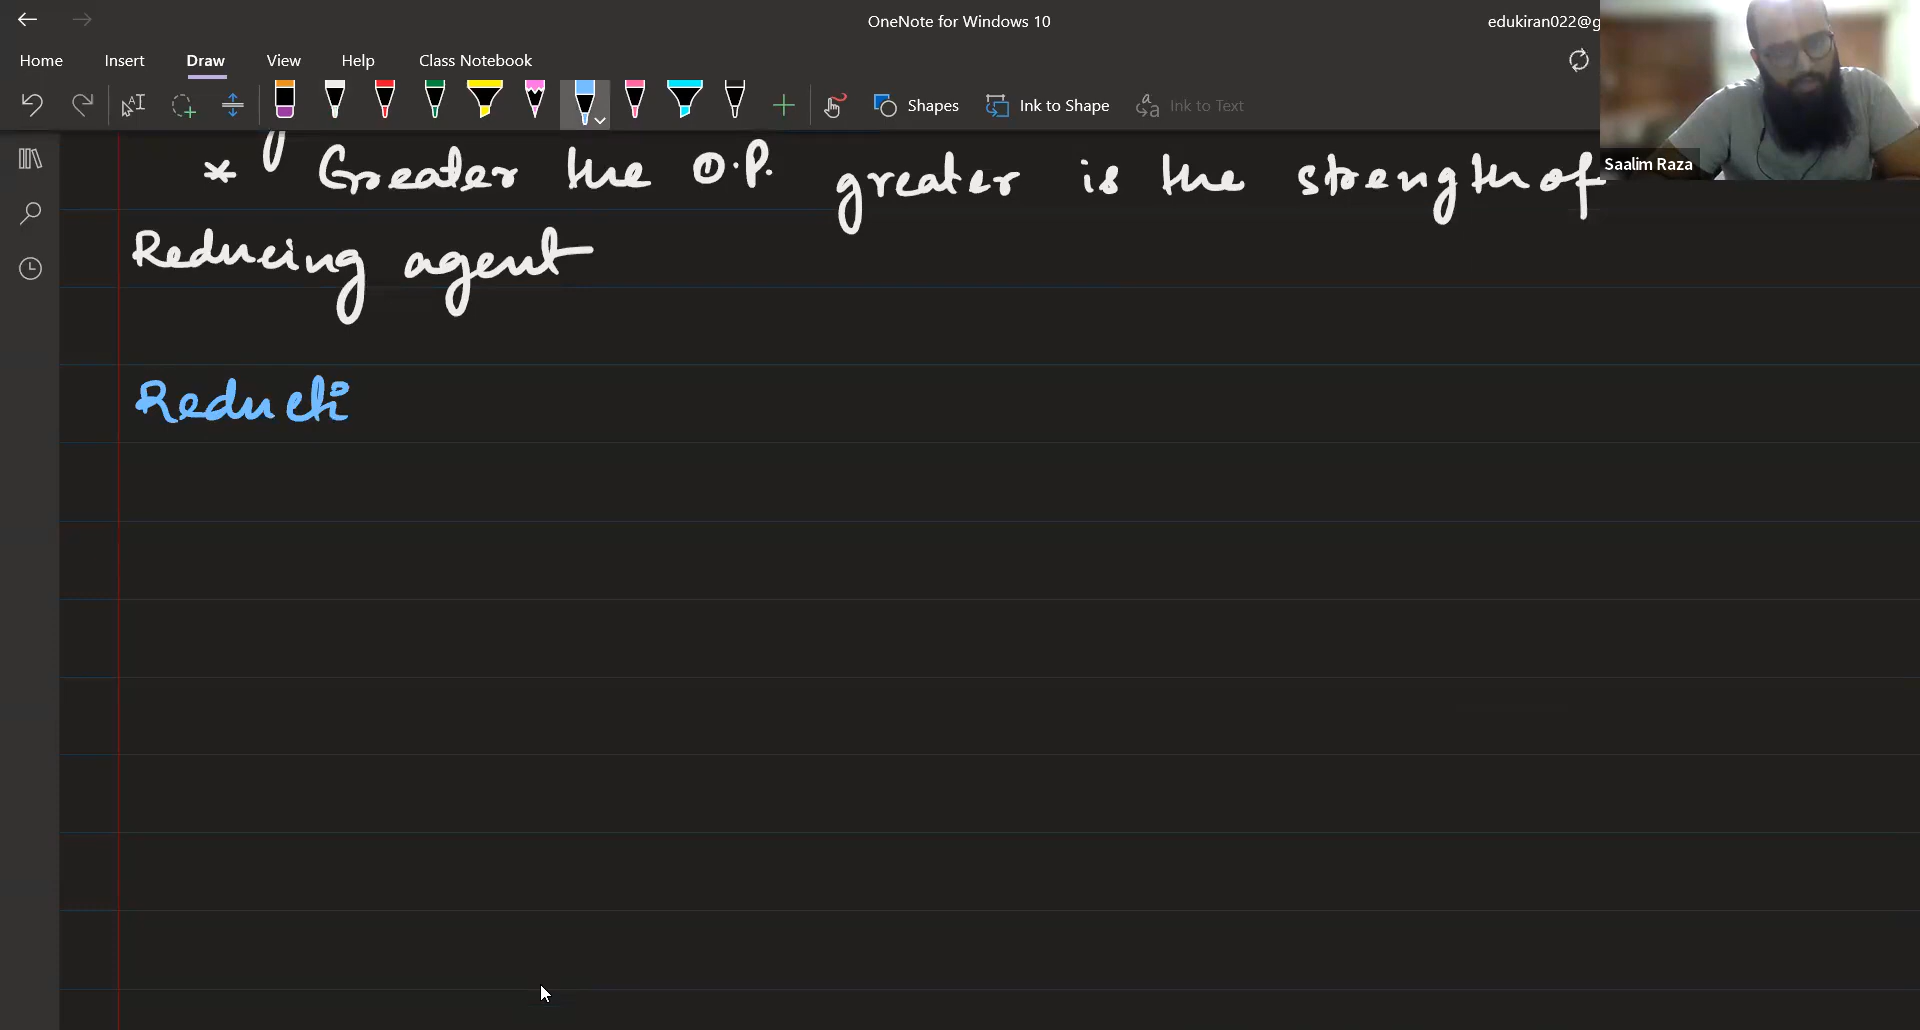 OneNote for Windows 10
edukiran022@g
Home Insert Draw View Help Class Notebook
Shapes Ink to Shape Ink to Text
Saalim Raza
* Greater the O.P. greater is the strength of
Reducing agent
Reducti